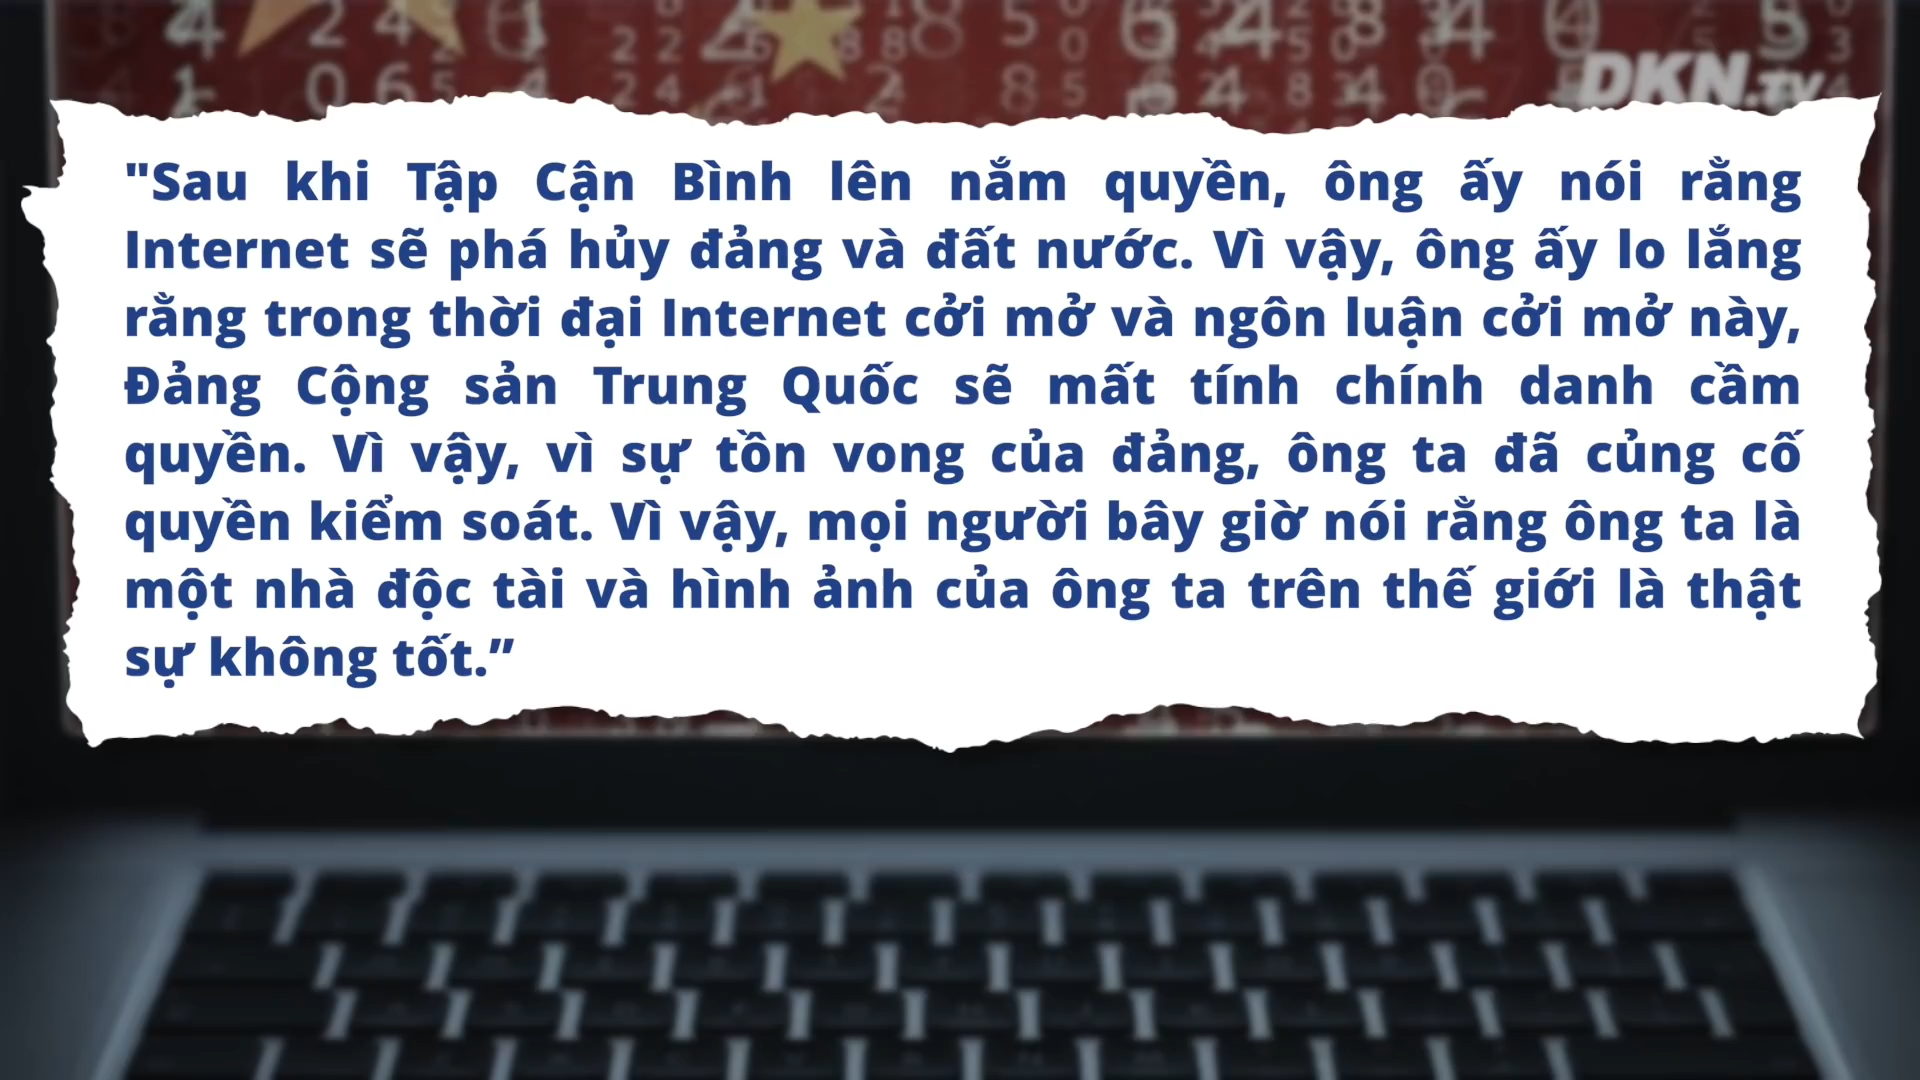 DKN.TV
"Sau khi Tập Cận Bình lên nắm quyền, ông ấy nói rằng
Internet sẽ phá hủy đảng và đất nước. Vì vậy, ông ấy lo lắng
rằng trong thời đại Internet cởi mở và ngôn luận cởi mở này,
Đảng Cộng sản Trung Quốc sẽ mất tính chính danh cầm
quyền. Vì vậy, vì sự tồn vong của đảng, ông ta đã củng cố
quyền kiểm soát. Vì vậy, mọi người bây giờ nói rằng ông ta là
một nhà độc tài và hình ảnh của ông ta trên thế giới là thật
sự không tốt.”